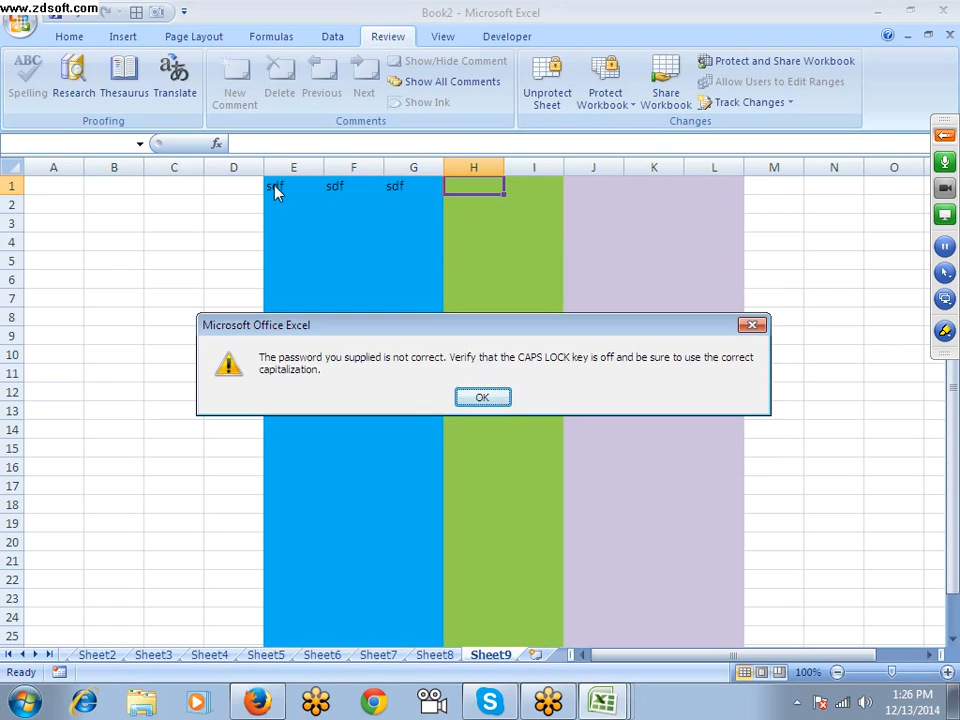 www.zdsoft.com
Book2 - Microsoft Excel
Home Insert Page Layout Formulas Data Review View Developer
ABC
Spelling Research Thesaurus Translate
Proofing
New Comment Delete Previous Next
Show/Hide Comment
Show All Comments
Show Ink
Comments
Unprotect Sheet Protect Workbook Share Workbook
Protect and Share Workbook
Allow Users to Edit Ranges
Track Changes
Changes
fx
A B C D E F G H I J K L M N O
1 sdf sdf sdf
2
3
4
5
6
7
8
9
10
11
12
13
14
15
16
17
18
19
20
21
22
23
24
25
Microsoft Office Excel
The password you supplied is not correct. Verify that the CAPS LOCK key is off and be sure to use the correct
capitalization.
OK
Sheet2 Sheet3 Sheet4 Sheet5 Sheet6 Sheet7 Sheet8 Sheet9
Ready 100%
1:26 PM
12/13/2014